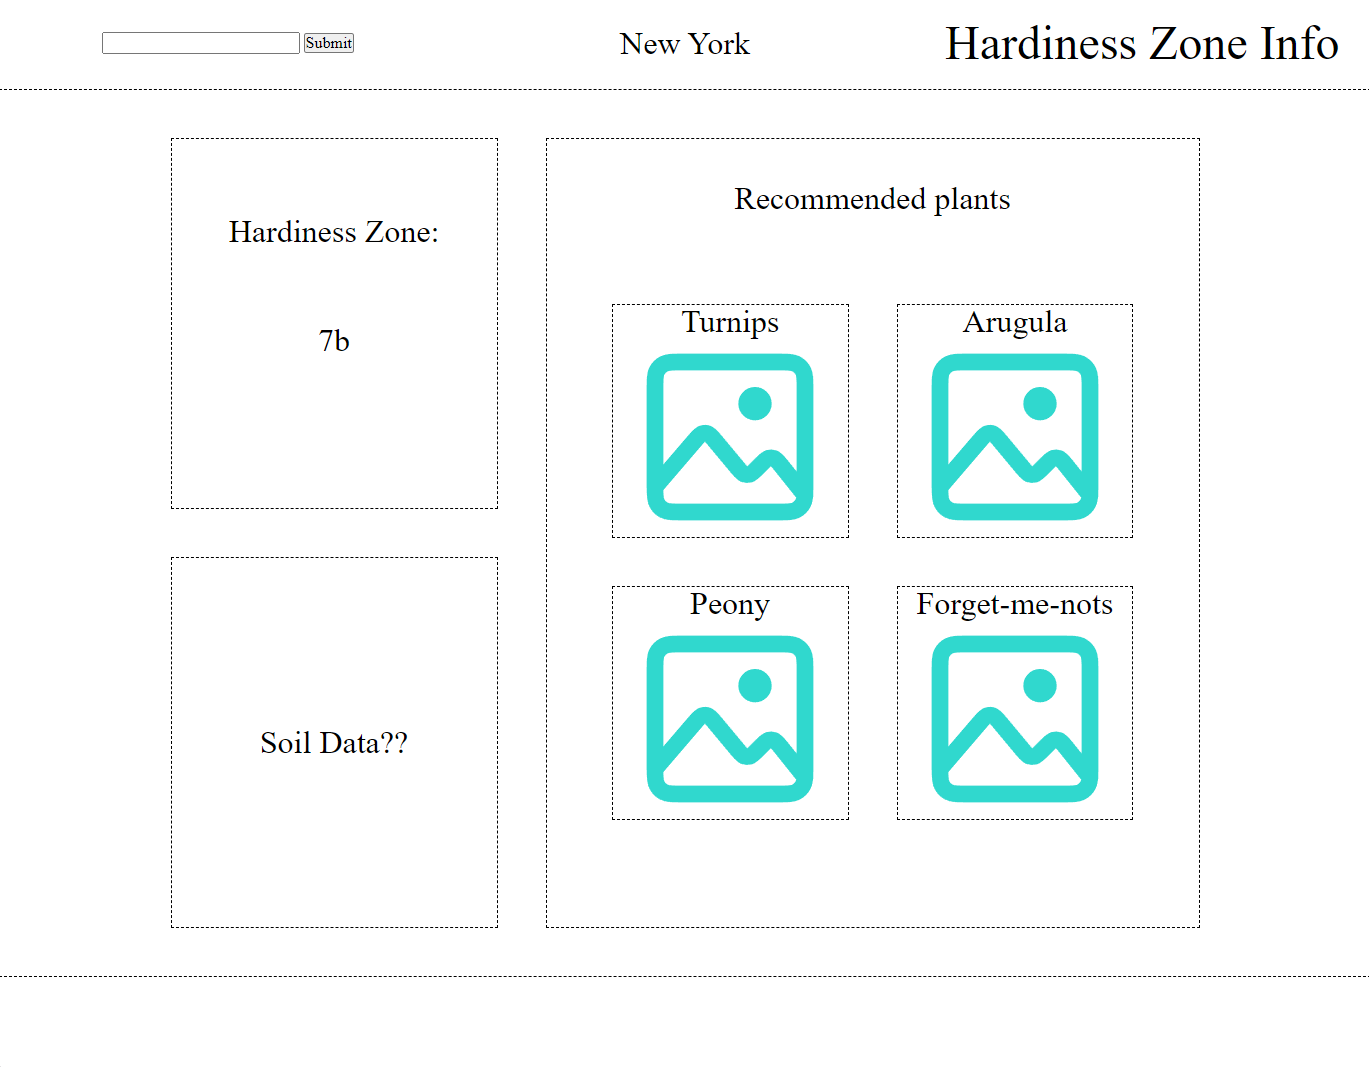 Submit
New York
Hardiness Zone Info
Hardiness Zone:
7b
Soil Data??
Recommended plants
Turnips
Arugula
Peony
Forget-me-nots